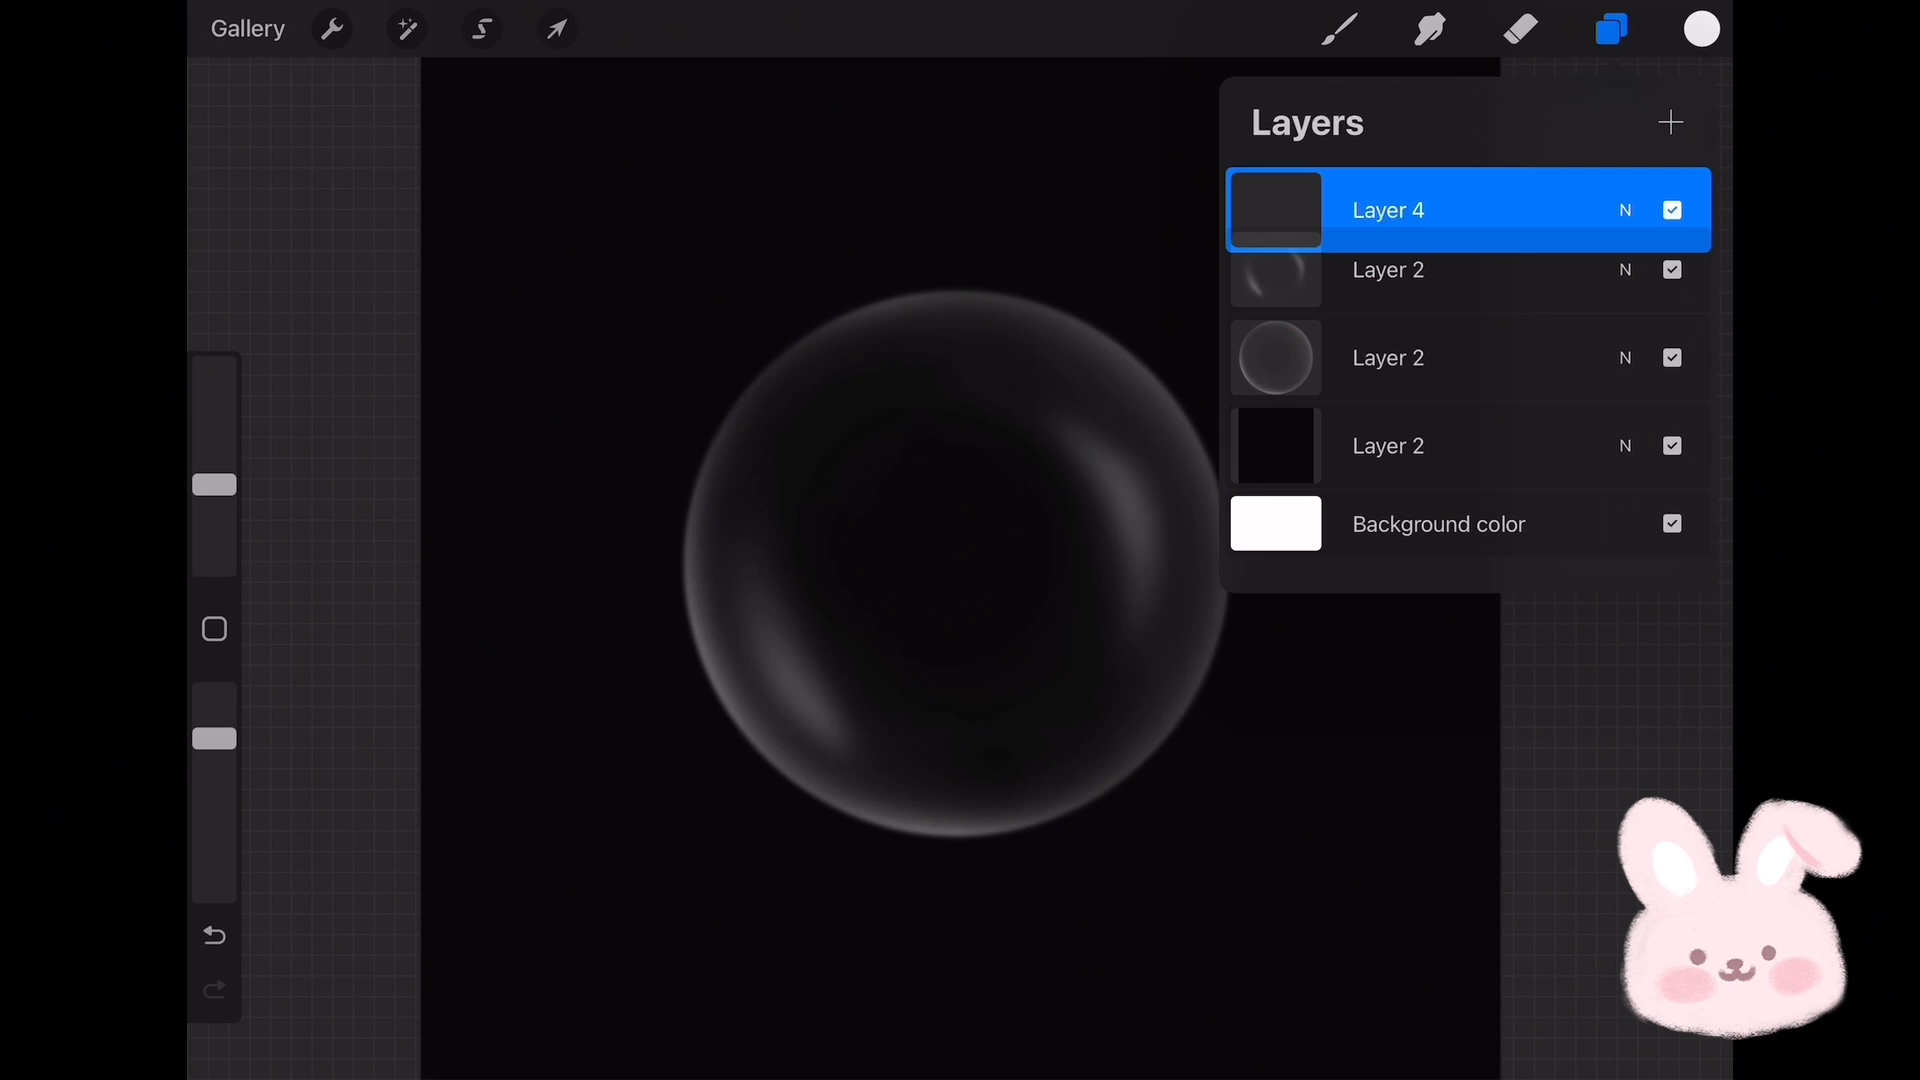 Gallery
Layers
Layer 4 N
Layer 2 N
Layer 2 N
Layer 2 N
Background color